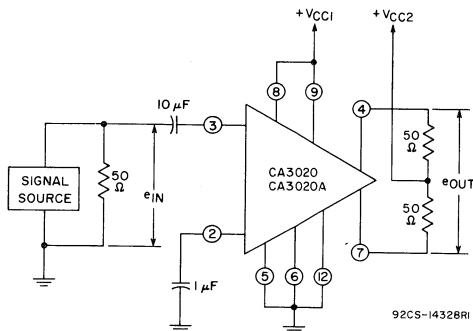 +VCC1
+VCC2
8
9
10 μF
3
4
50
Ω
SIGNAL
SOURCE
50
Ω
eIN
CA3020
CA3020A
eOUT
50
Ω
2
7
5
6
12
1 μF
92CS-14328RI